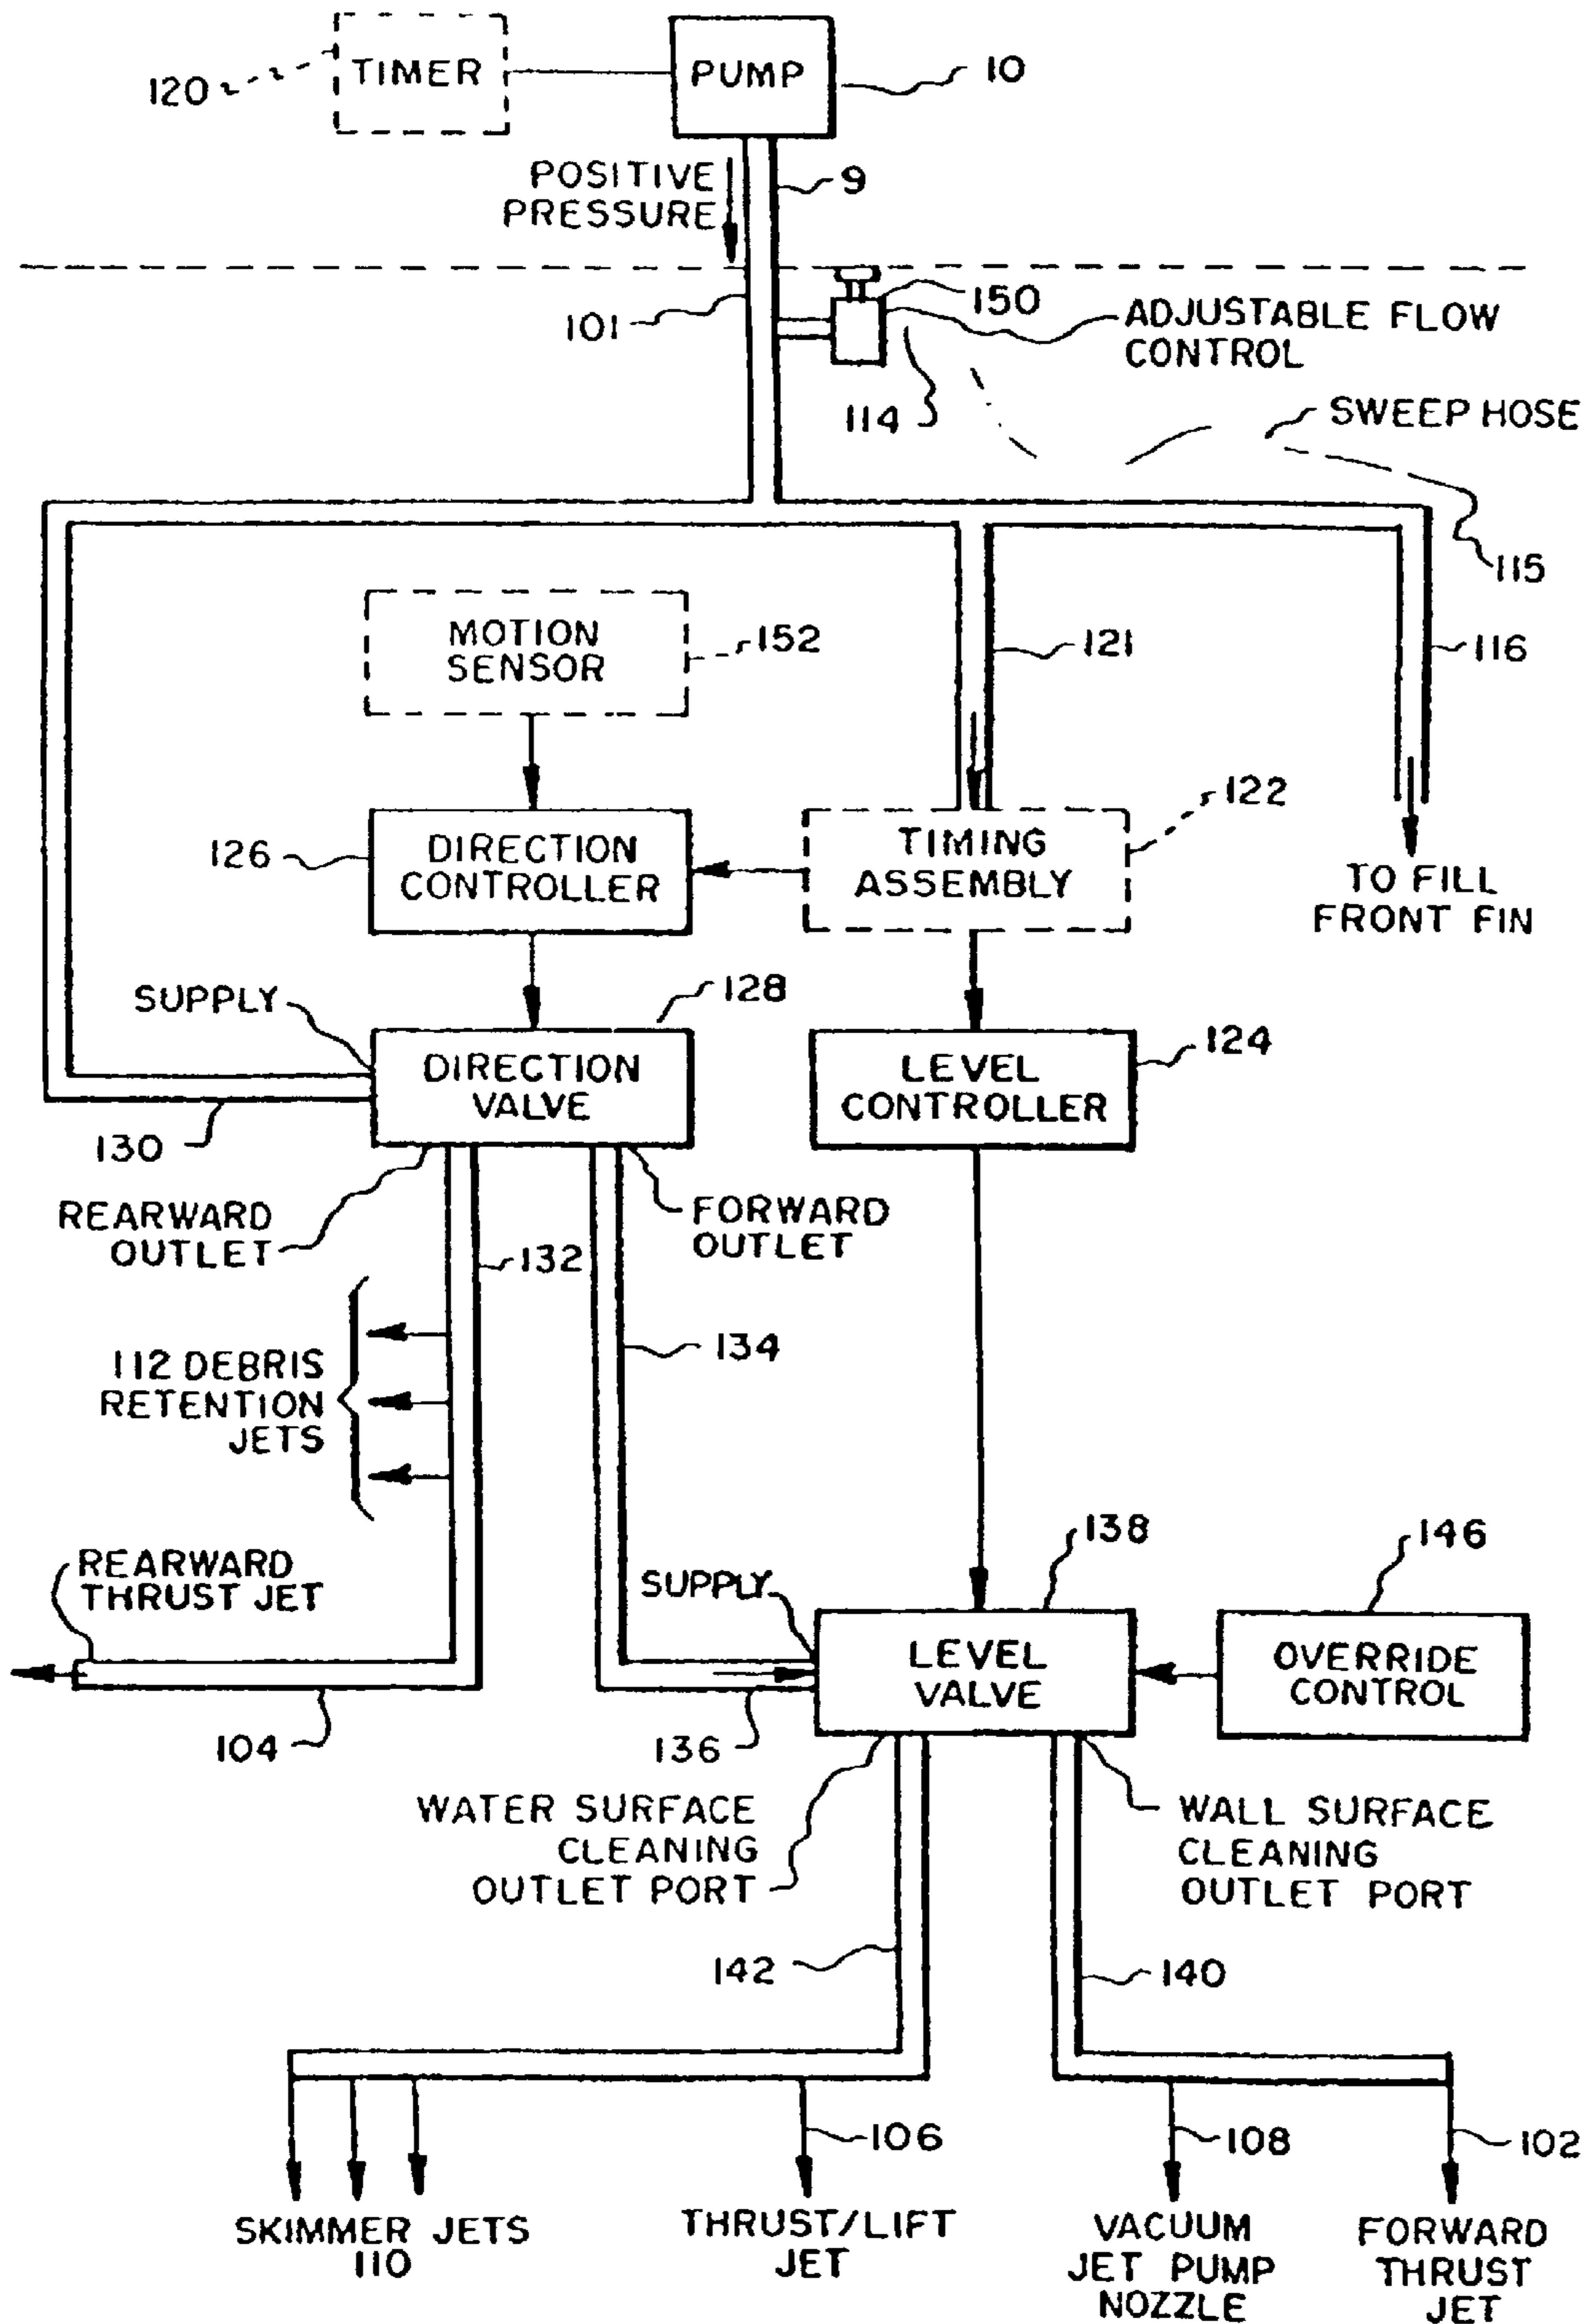 120
TIMER
PUMP
10
POSITIVE
PRESSURE
9
101
150
ADJUSTABLE FLOW
CONTROL
114
SWEEP HOSE
115
MOTION
SENSOR
152
121
116
122
126
DIRECTION
CONTROLLER
TIMING
ASSEMBLY
TO FILL
FRONT FIN
SUPPLY
128
DIRECTION
VALVE
LEVEL
CONTROLLER
124
130
REARWARD
OUTLET
FORWARD
OUTLET
132
134
112 DEBRIS
RETENTION
JETS
138
146
REARWARD
THRUST JET
SUPPLY
LEVEL
VALVE
OVERRIDE
CONTROL
104
136
WATER SURFACE
CLEANING
OUTLET PORT
WALL SURFACE
CLEANING
OUTLET PORT
142
140
106
108
102
SKIMMER JETS
110
THRUST/LIFT
JET
VACUUM
JET PUMP
NOZZLE
FORWARD
THRUST
JET